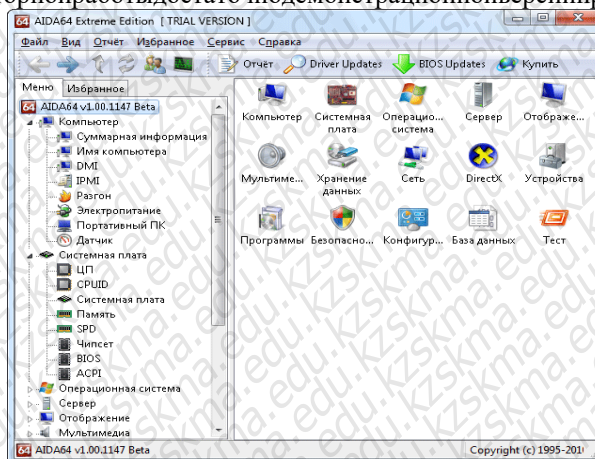 орнойработыдостаточнодемонстрационнойверсиипр
AIDA64 Extreme Edition [ TRIAL VERSION ]
Файл Вид Отчёт Избранное Сервис Справка
Отчёт Driver Updates BIOS Updates Купить
Меню Избранное
AIDA64 v1.00.1147 Beta
Компьютер
Суммарная информация
Имя компьютера
DMI
IPMI
Разгон
Электропитание
Портативный ПК
Датчик
Системная плата
ЦП
CPUID
Системная плата
Память
SPD
Чипсет
BIOS
ACPI
Операционная система
Сервер
Отображение
Мультимедиа
Компьютер Системная плата Операцио... система Сервер Отображе...
Мультиме... Хранение данных Сеть DirectX Устройства
Программы Безопасно... Конфигур... База данных Тест
AIDA64 v1.00.1147 Beta Copyright (c) 1995-201